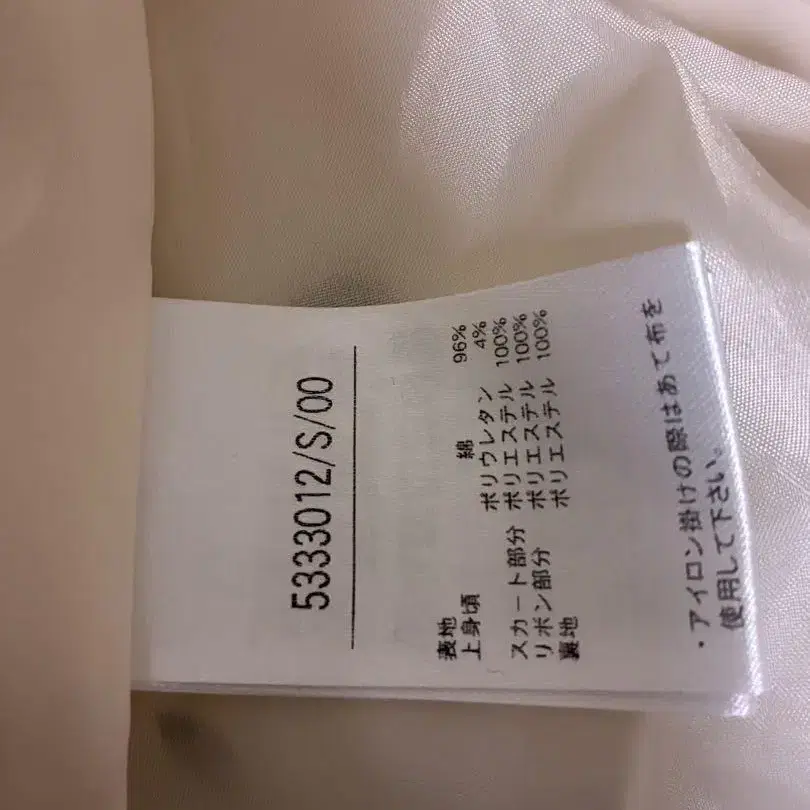 5333012/S/00
表地
上身頃 綿 96%
ポリウレタン 4%
スカート部分 ポリエステル 100%
リボン部分 ポリエステル 100%
裏地 ポリエステル 100%
・アイロン掛けの際はあて布を
使用して下さい。